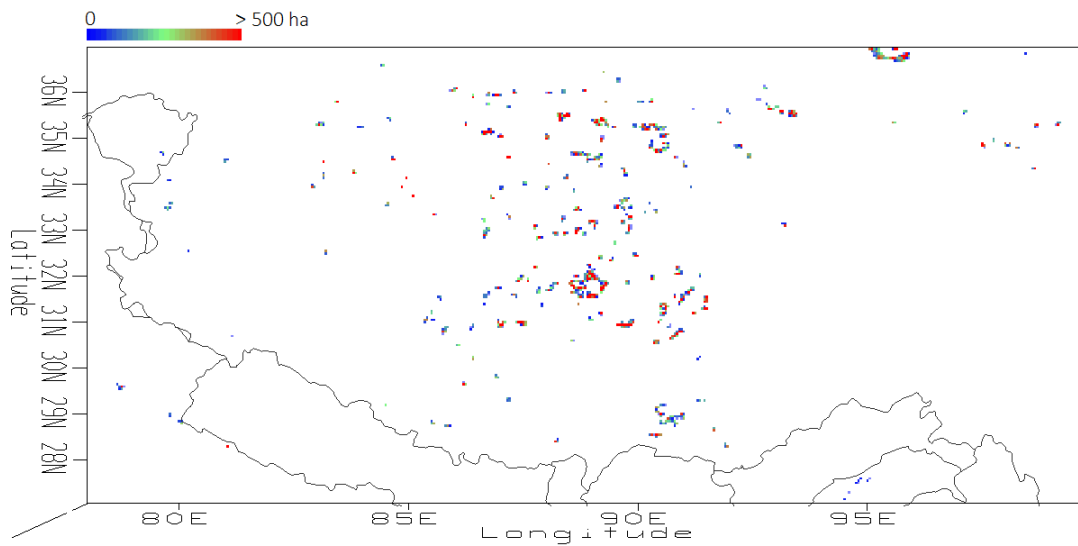 0 > 500 ha
36N
35N
34N
33N
32N
31N
30N
29N
28N
Latitude
80E 85E 90E 95E
Longitude